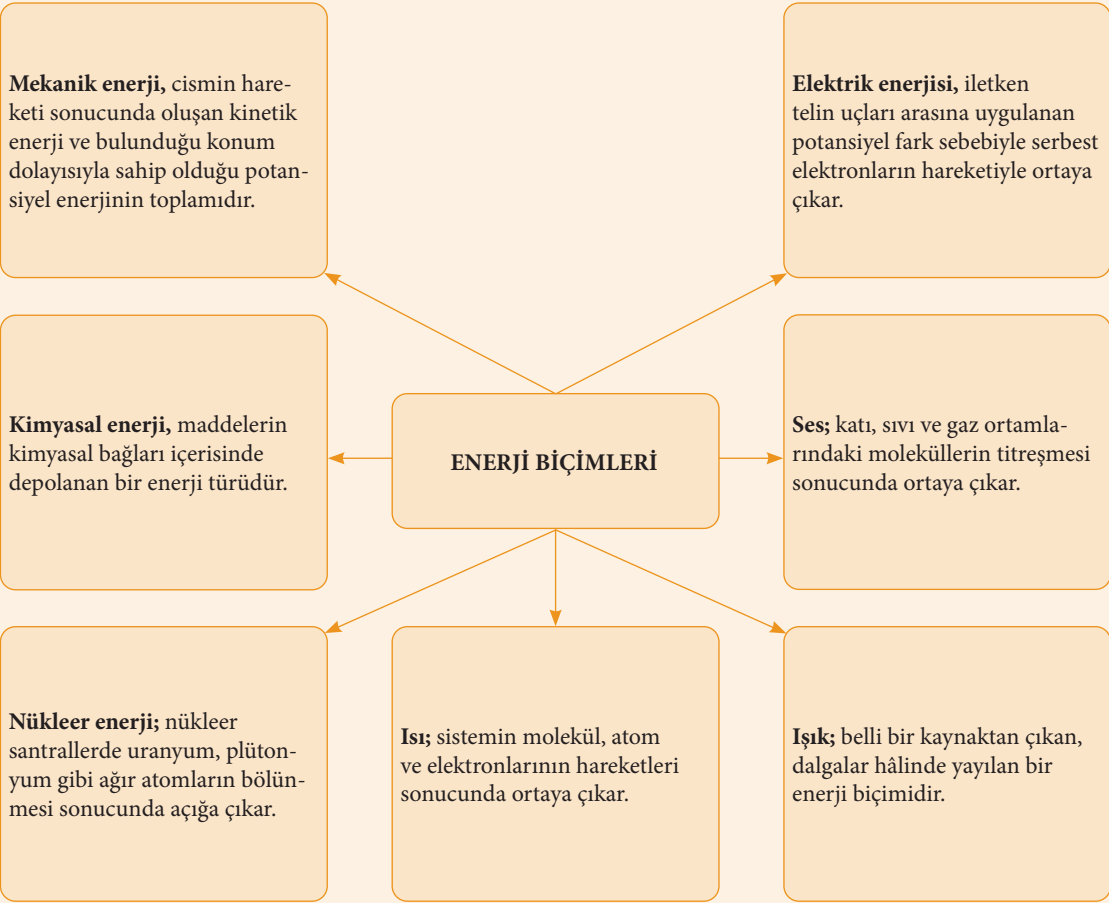 Mekanik enerji, cismin hare-
keti sonucunda oluşan kinetik
enerji ve bulunduğu konum
dolayısıyla sahip olduğu potan-
siyel enerjinin toplamıdır.
Elektrik enerjisi, iletken
telin uçları arasına uygulanan
potansiyel fark sebebiyle serbest
elektronların hareketiyle ortaya
çıkar.
Kimyasal enerji, maddelerin
kimyasal bağları içerisinde
depolanan bir enerji türüdür.
ENERJİ BİÇİMLERİ
Ses; katı, sıvı ve gaz ortamla-
rındaki moleküllerin titreşmesi
sonucunda ortaya çıkar.
Nükleer enerji; nükleer
santrallerde uranyum, plüton-
yum gibi ağır atomların bölün-
mesi sonucunda açığa çıkar.
Isı; sistemin molekül, atom
ve elektronlarının hareketleri
sonucunda ortaya çıkar.
Işık; belli bir kaynaktan çıkan,
dalgalar hâlinde yayılan bir
enerji biçimidir.